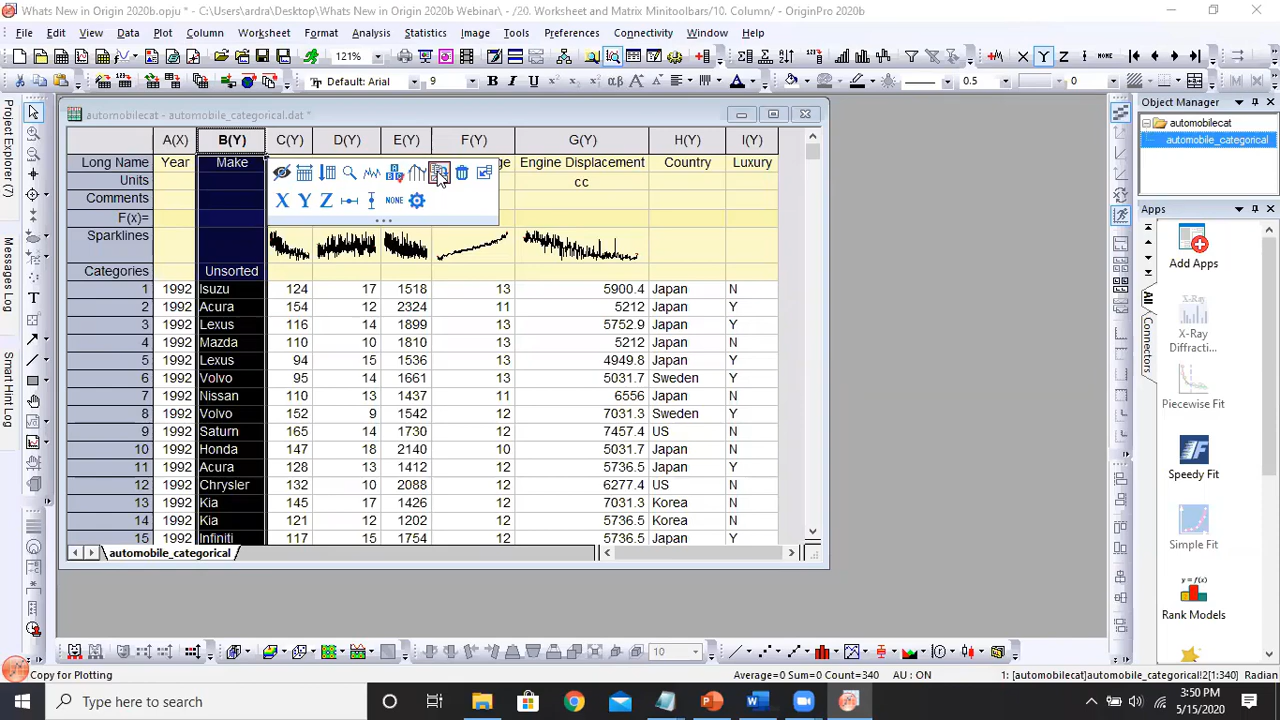 Whats New in Origin 2020b.opju * - C:\Users\ardra\Desktop\Whats New in Origin 2020b Webinar\ - /20. Worksheet and Matrix Minitoolbars/10. Column/ - OriginPro 2020b
File Edit View Data Plot Column Worksheet Format Analysis Statistics Image Tools Preferences Connectivity Window Help
121%
Default: Arial 9 B I U 0.5 0
X Y Z NONE
Project Explorer (7)
Messages Log
Smart Hint Log
automobilecat - automobile_categorical.dat *
A(X) B(Y) C(Y) D(Y) E(Y) F(Y) G(Y) H(Y) I(Y)
Long Name Year Make Engine Displacement Country Luxury
Units cc
Comments
F(x)=
Sparklines
Categories Unsorted
X Y Z NONE
1 1992 Isuzu 124 17 1518 13 5900.4 Japan N
2 1992 Acura 154 12 2324 11 5212 Japan Y
3 1992 Lexus 116 14 1899 13 5752.9 Japan Y
4 1992 Mazda 110 10 1810 13 5212 Japan N
5 1992 Lexus 94 15 1536 13 4949.8 Japan Y
6 1992 Volvo 95 14 1661 13 5031.7 Sweden Y
7 1992 Nissan 110 13 1437 11 6556 Japan N
8 1992 Volvo 152 9 1542 12 7031.3 Sweden Y
9 1992 Saturn 165 14 1730 12 7457.4 US N
10 1992 Honda 147 18 2140 10 5031.7 Japan N
11 1992 Acura 128 13 1412 12 5736.5 Japan Y
12 1992 Chrysler 132 10 2088 12 6277.4 US N
13 1992 Kia 145 17 1426 12 7031.3 Korea N
14 1992 Kia 121 12 1202 12 5736.5 Korea N
15 1992 Infiniti 117 15 1754 12 5736.5 Japan Y
automobile_categorical
Object Manager
automobilecat
automobile_categorical
Apps
All
Connectors
Add Apps
X-Ray
Diffracti...
Piecewise Fit
Speedy Fit
Simple Fit
y = f(x)
Rank Models
10
Copy for Plotting
Average=0 Sum=0 Count=340 AU : ON 1: [automobilecat]automobile_categorical!2[1:340] Radian
Type here to search
3:50 PM
5/15/2020